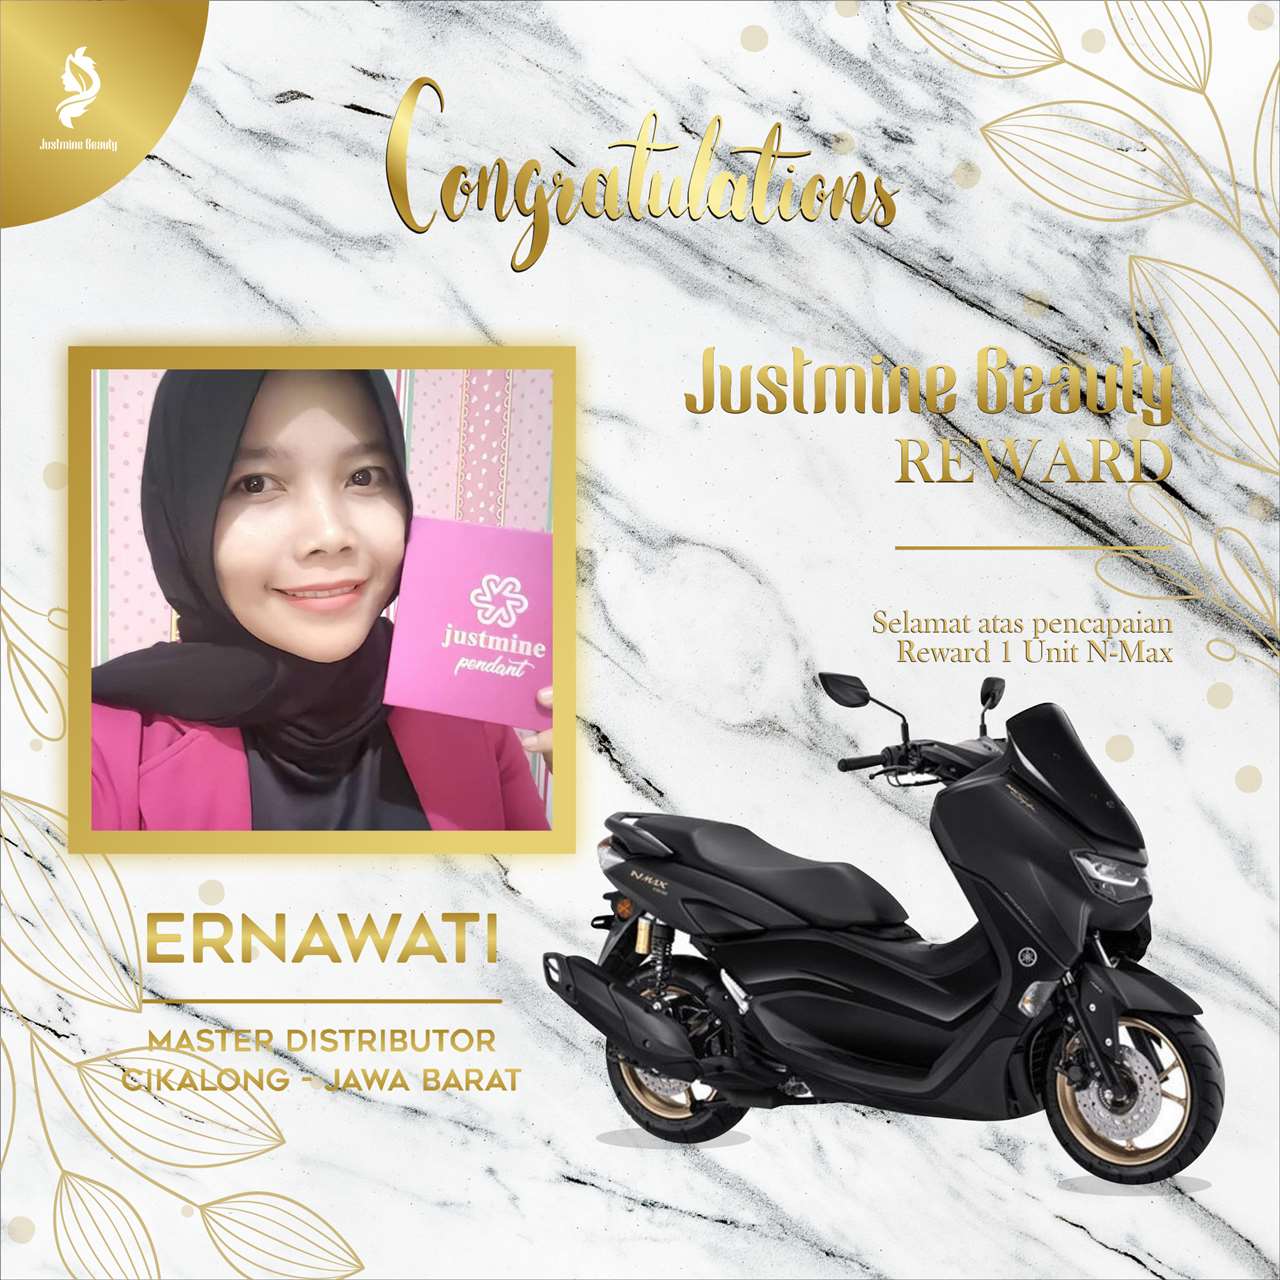 Justmine Beauty
Congratulations
Justmine Beauty
REWARD
Selamat atas pencapaian
Reward 1 Unit N-Max
justmine
pendant
NMAX
ERNAWATI
MASTER DISTRIBUTOR
CIKALONG - JAWA BARAT